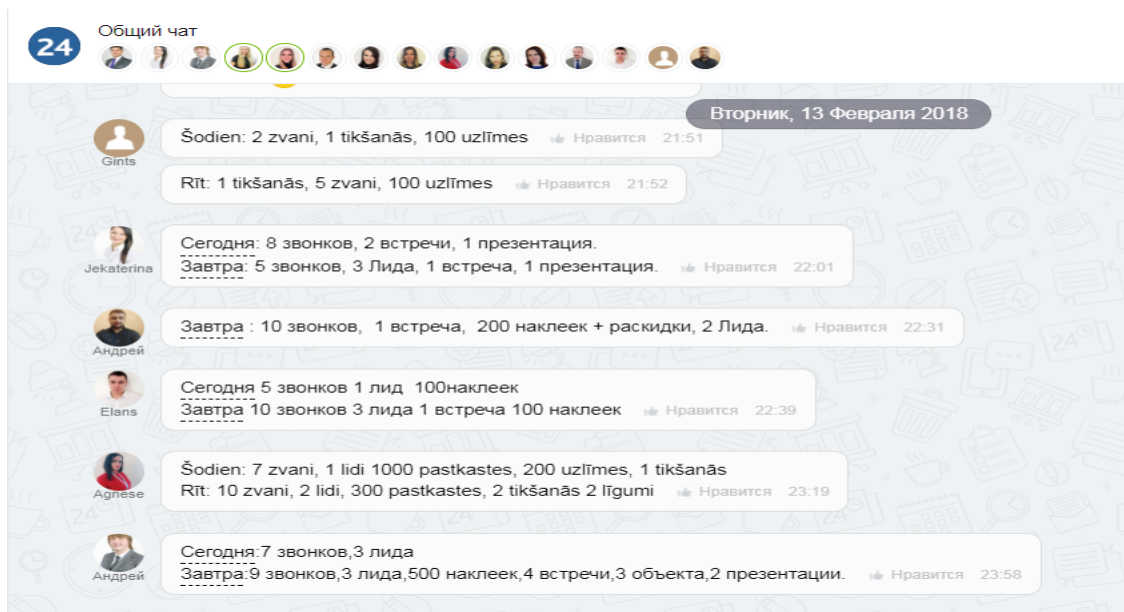 24
Общий чат
Вторник, 13 Февраля 2018
Šodien: 2 zvani, 1 tikšanās, 100 uzlīmes Нравится 21:51
Gints
Rīt: 1 tikšanās, 5 zvani, 100 uzlīmes Нравится 21:52
Сегодня: 8 звонков, 2 встречи, 1 презентация.
Завтра: 5 звонков, 3 Лида, 1 встреча, 1 презентация. Нравится 22:01
Jekaterina
Завтра : 10 звонков, 1 встреча, 200 наклеек + раскидки, 2 Лида. Нравится 22:31
Андрей
Сегодня 5 звонков 1 лид 100наклеек
Завтра 10 звонков 3 лида 1 встреча 100 наклеек Нравится 22:39
Elans
Šodien: 7 zvani, 1 lidi 1000 pastkastes, 200 uzlīmes, 1 tikšanās
Rīt: 10 zvani, 2 lidi, 300 pastkastes, 2 tikšanās 2 līgumi Нравится 23:19
Agnese
Сегодня:7 звонков,3 лида
Завтра:9 звонков,3 лида,500 наклеек,4 встречи,3 объекта,2 презентации. Нравится 23:58
Андрей